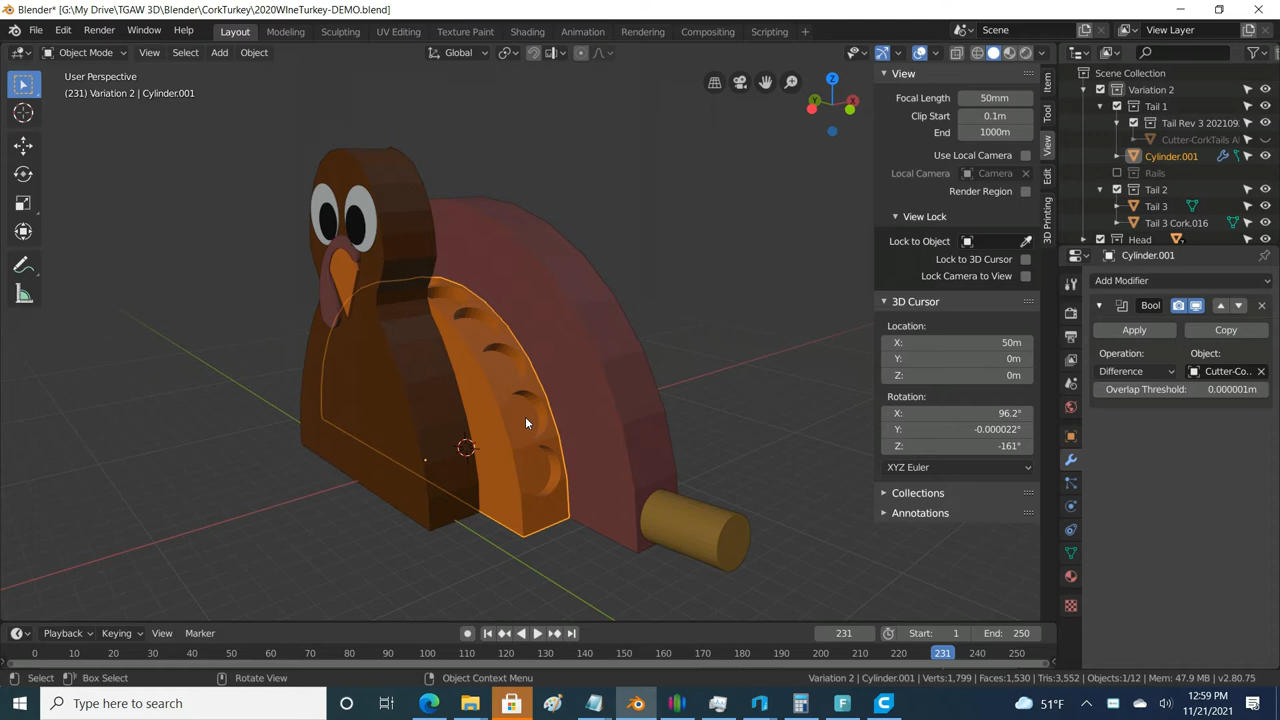 Blender* [G:\My Drive\TGAW 3D\Blender\CorkTurkey\2020WIneTurkey-DEMO.blend]
File Edit Render Window Help Layout Modeling Sculpting UV Editing Texture Paint Shading Animation Rendering Compositing Scripting + Scene View Layer
Object Mode View Select Add Object Global
User Perspective
(231) Variation 2 | Cylinder.001
Z
Y
X
View
Focal Length 50mm
Clip Start 0.1m
End 1000m
Use Local Camera
Local Camera Camera
Render Region
View Lock
Lock to Object
Lock to 3D Cursor
Lock Camera to View
3D Cursor
Location:
X: 50m
Y: 0m
Z: 0m
Rotation:
X: 96.2°
Y: -0.000022°
Z: -161°
XYZ Euler
Collections
Annotations
Item
Tool
View
Edit
3D Printing
Scene Collection
Variation 2
Tail 1
Tail Rev 3 202109
Cutter-CorkTails A
Cylinder.001
Rails
Tail 2
Tail 3
Tail 3 Cork.016
Head
Cylinder.001
Add Modifier
Bool
Apply Copy
Operation: Object:
Difference Cutter-Co..
Overlap Threshold: 0.000001m
Playback Keying View Marker 231 Start: 1 End: 250
0 10 20 30 40 50 60 70 80 90 100 110 120 130 140 150 160 170 180 190 200 210 220 231 240 250
Select Box Select Rotate View Object Context Menu Variation 2 | Cylinder.001 | Verts:1,799 | Faces:1,530 | Tris:3,552 | Objects:1/12 | Mem: 47.9 MB | v2.80.75
Type here to search 51°F 12:59 PM
11/21/2021